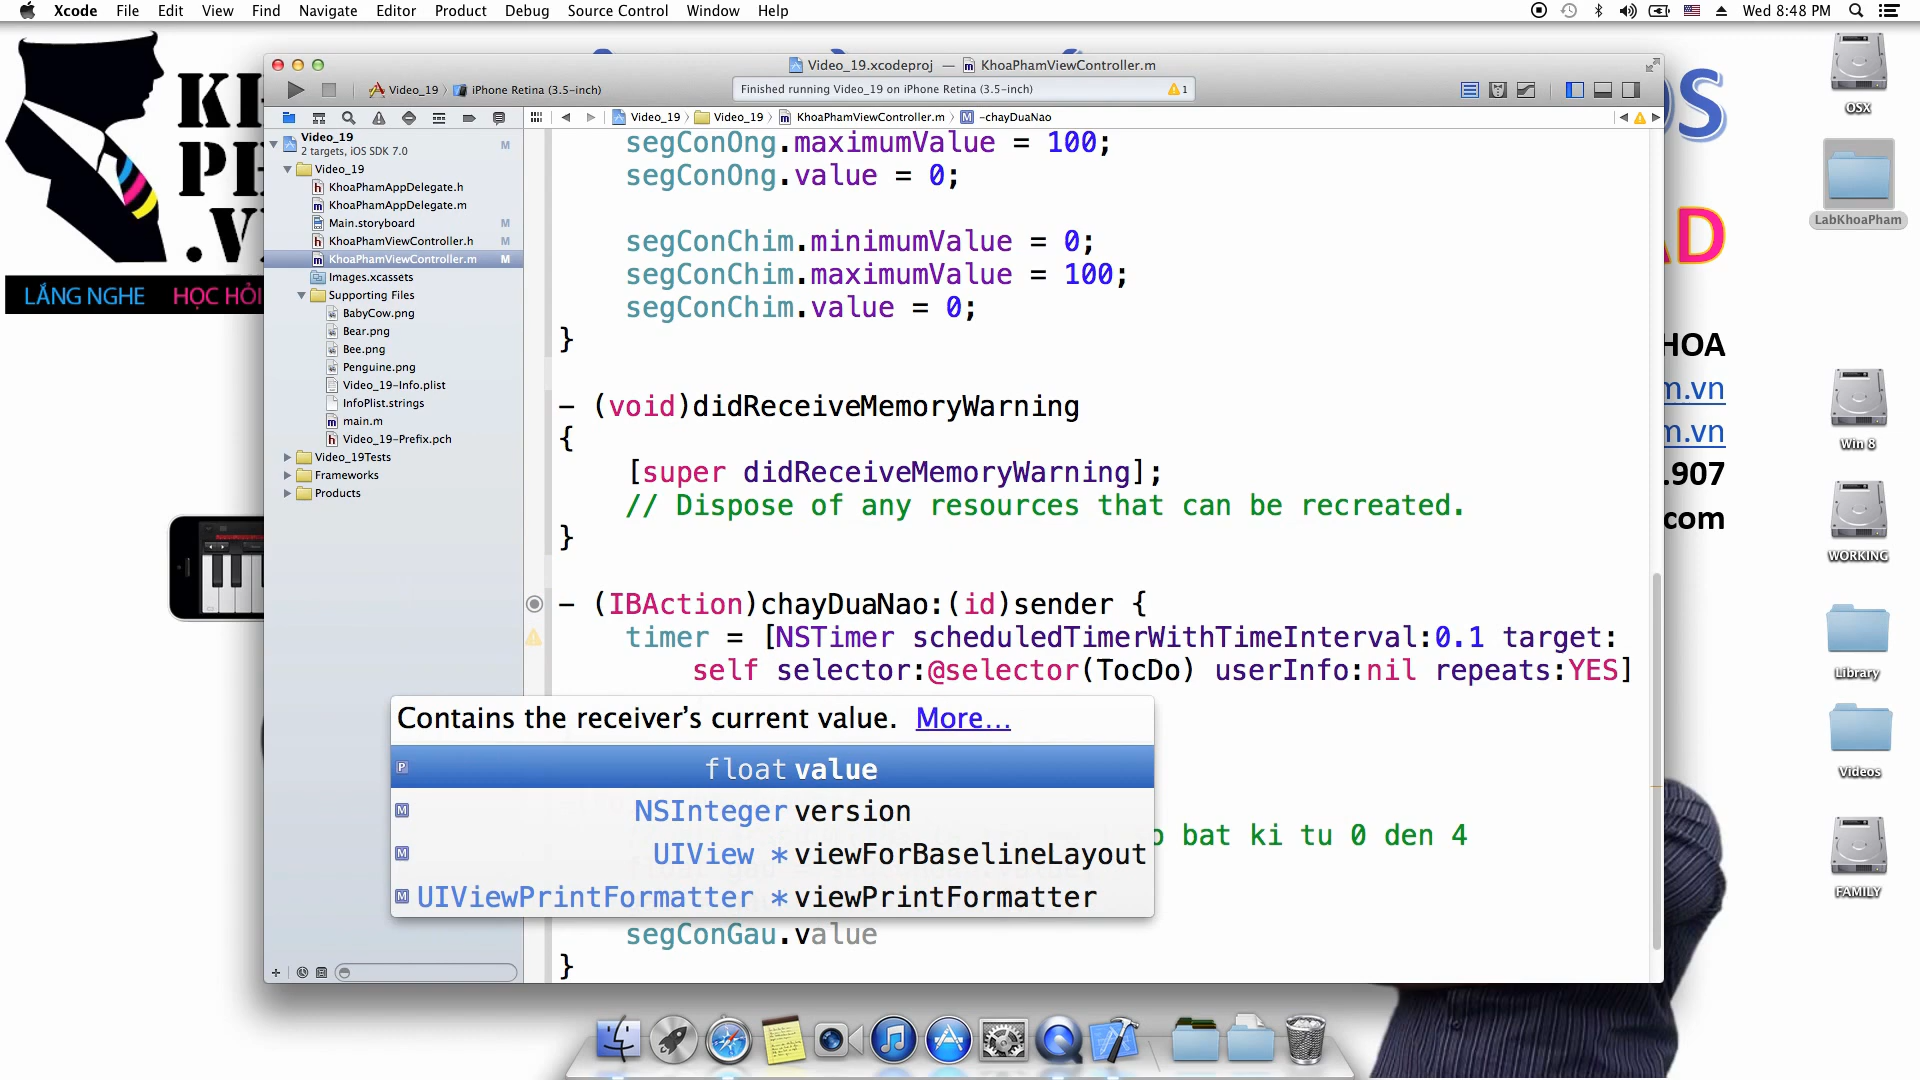 Xcode File Edit View Find Navigate Editor Product Debug Source Control Window Help
Wed 8:48 PM
Video_19.xcodeproj — KhoaPhamViewController.m
Video_19 iPhone Retina (3.5-inch)
Finished running Video_19 on iPhone Retina (3.5-inch) 1
Video_19 Video_19 KhoaPhamViewController.m -chayDuaNao
Video_19 M
2 targets, iOS SDK 7.0
Video_19
KhoaPhamAppDelegate.h
KhoaPhamAppDelegate.m
Main.storyboard M
KhoaPhamViewController.h M
KhoaPhamViewController.m M
Images.xcassets
Supporting Files
BabyCow.png
Bear.png
Bee.png
Penguine.png
Video_19-Info.plist
InfoPlist.strings
main.m
Video_19-Prefix.pch
Video_19Tests
Frameworks
Products
segConOng.maximumValue = 100;
segConOng.value = 0;
segConChim.minimumValue = 0;
segConChim.maximumValue = 100;
segConChim.value = 0;
}
- (void)didReceiveMemoryWarning
{
[super didReceiveMemoryWarning];
// Dispose of any resources that can be recreated.
}
- (IBAction)chayDuaNao:(id)sender {
timer = [NSTimer scheduledTimerWithTimeInterval:0.1 target:
self selector:@selector(TocDo) userInfo:nil repeats:YES]
Contains the receiver's current value. More...
P float value
M NSInteger version
M UIView * viewForBaselineLayout
M UIViewPrintFormatter * viewPrintFormatter
bat ki tu 0 den 4
segConGau.value
}
LẮNG NGHE HỌC HỎI
HOA
m.vn
m.vn
.907
com
OSX
LabKhoaPham
Win 8
WORKING
Library
Videos
FAMILY